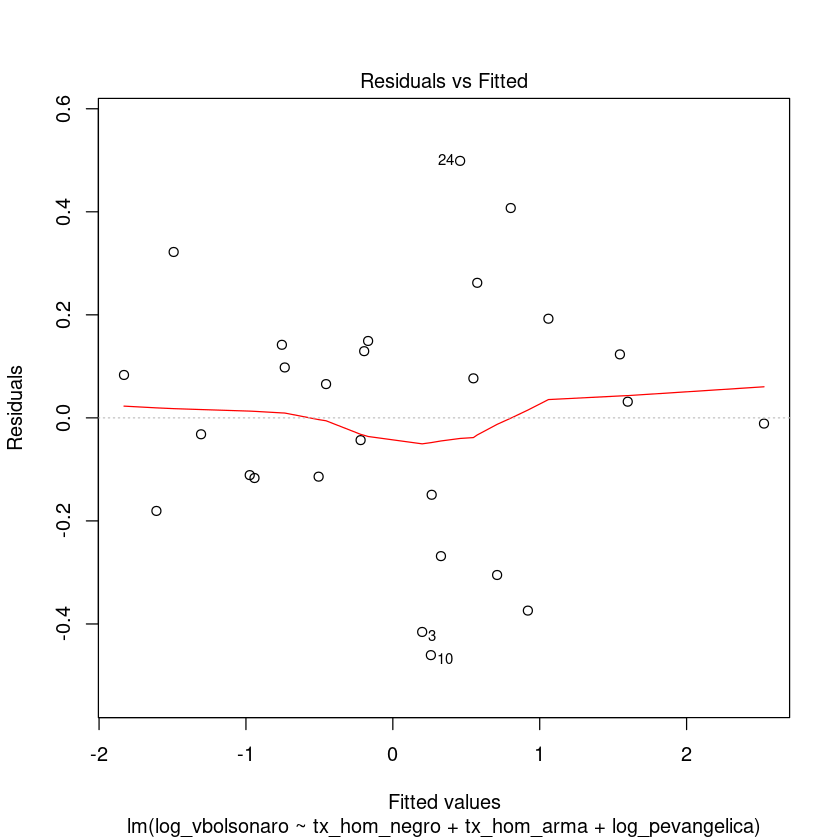 Residuals vs Fitted
0.6
0.4
0.2
0.0
-0.2
-0.4
Residuals
24
3
10
-2 -1 0 1 2
Fitted values
lm(log_vbolsonaro ~ tx_hom_negro + tx_hom_arma + log_pevangelica)